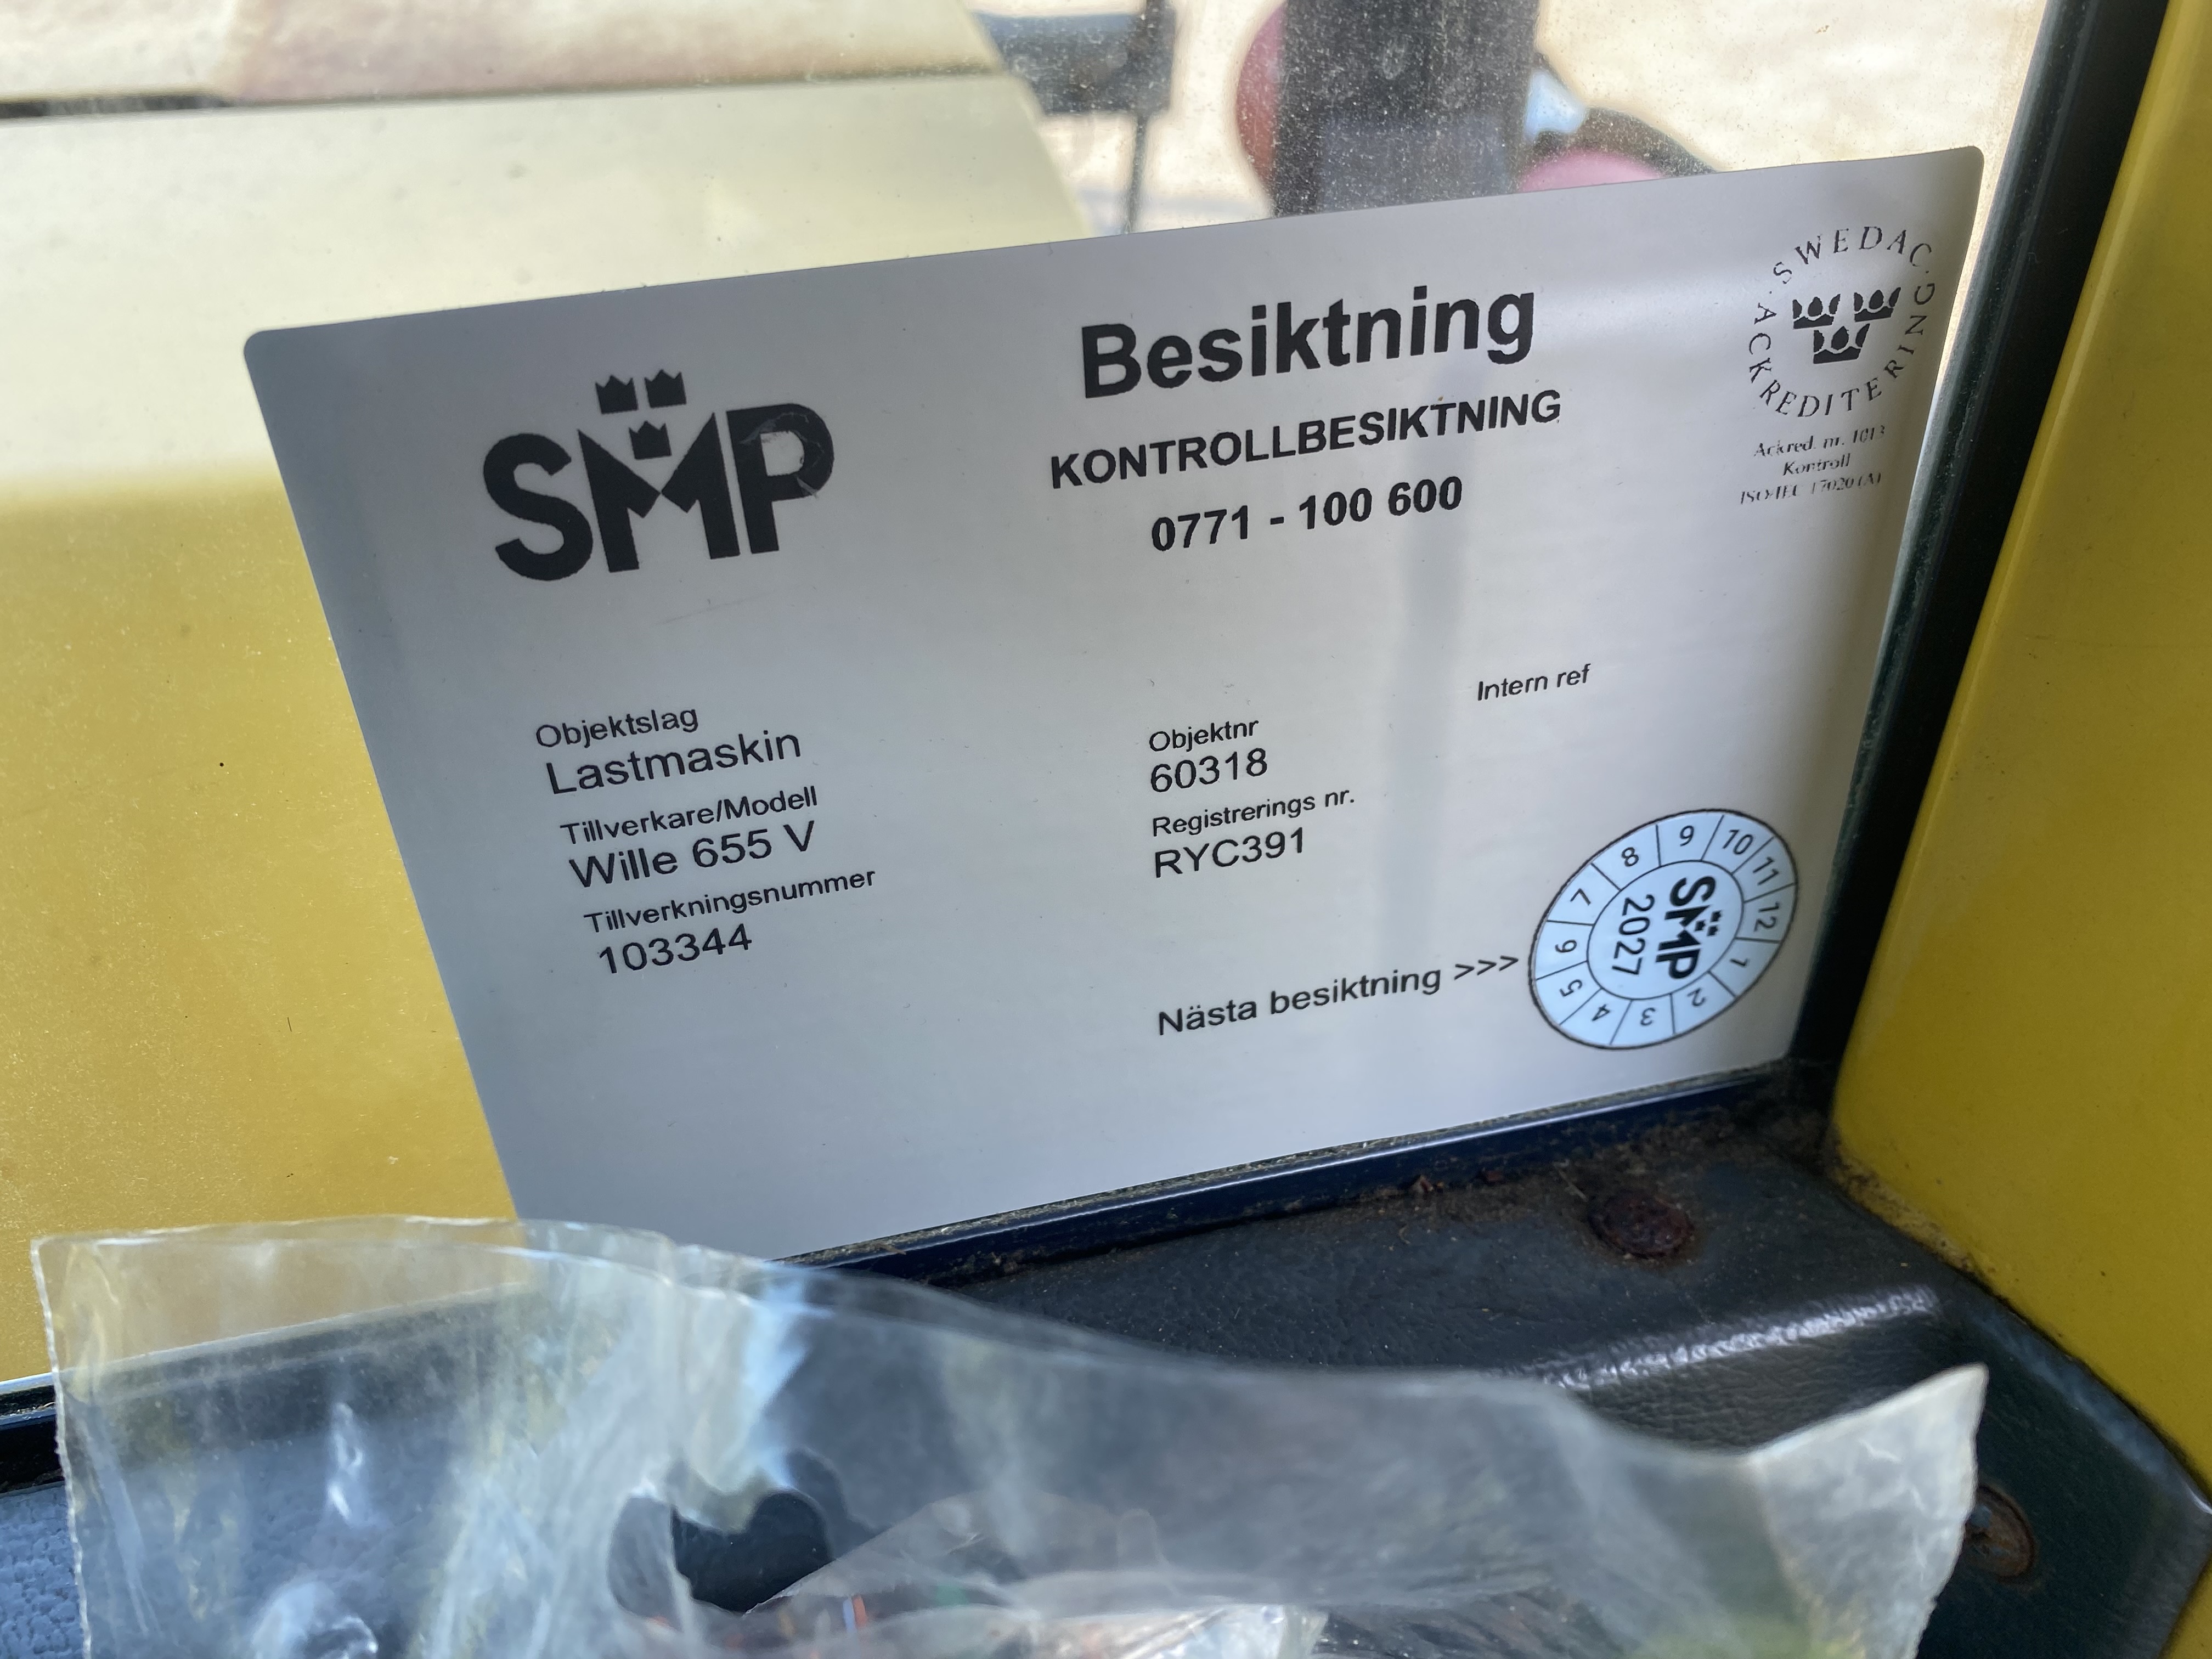 SMP
Besiktning
KONTROLLBESIKTNING
0771 - 100 600
SWEDAC · ACKREDITERING ·
Ackred. nr. 1013
Kontroll
ISO/IEC 17020 (A)
Objektslag
Lastmaskin
Tillverkare/Modell
Wille 655 V
Tillverkningsnummer
103344
Objektnr
60318
Registrerings nr.
RYC391
Intern ref
Nästa besiktning >>>
SMP
2027
1 2 3 4 5 6 7 8 9 10 11 12